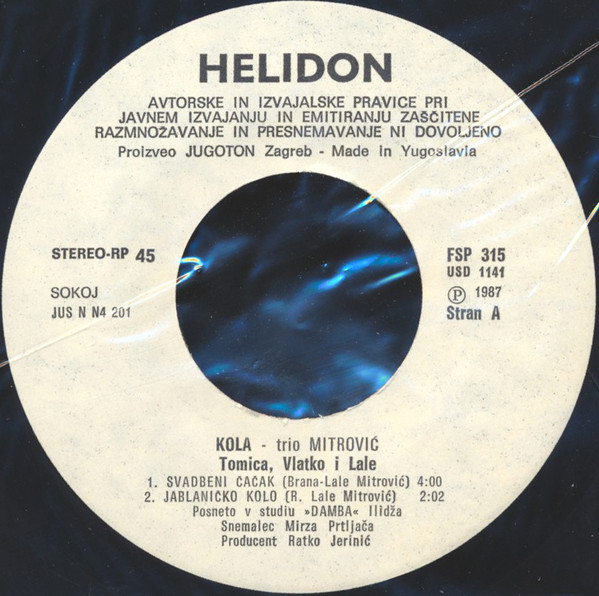 HELIDON
AVTORSKE IN IZVAJALSKE PRAVICE PRI
JAVNEM IZVAJANJU IN EMITIRANJU ZAŠČITENE
RAZMNOŽAVANJE IN PRESNEMAVANJE NI DOVOLJENO
Proizveo JUGOTON Zagreb - Made in Yugoslavia
STEREO-RP 45
SOKOJ
JUS N N4 201
FSP 315
USD 1141
Ⓟ 1987
Stran A
KOLA - trio MITROVIĆ
Tomica, Vlatko i Lale
1. SVADBENI ČAČAK (Brana-Lale Mitrović) 4:00
2. JABLANIČKO KOLO (R. Lale Mitrović) 2:02
Posneto v studiu »DAMBA« Ilidža
Snemalec Mirza Prtljača
Producent Ratko Jerinić